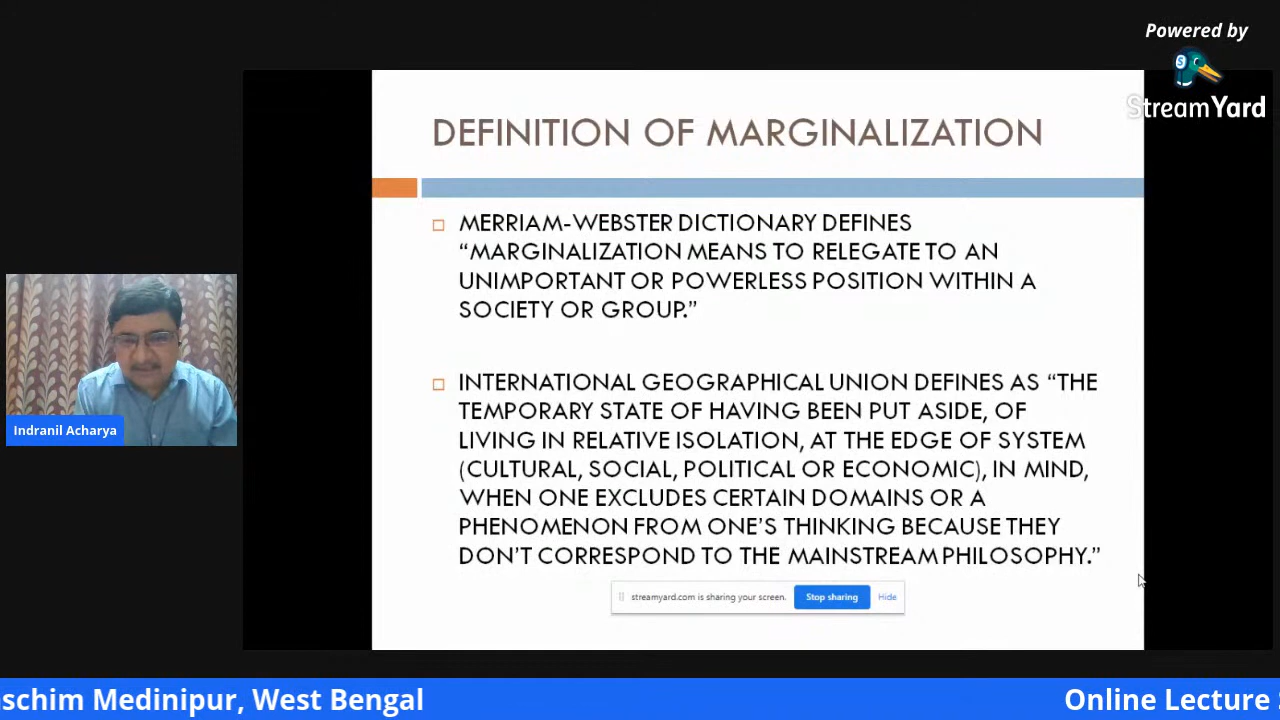 Powered by
StreamYard
DEFINITION OF MARGINALIZATION
MERRIAM-WEBSTER DICTIONARY DEFINES
“MARGINALIZATION MEANS TO RELEGATE TO AN
UNIMPORTANT OR POWERLESS POSITION WITHIN A
SOCIETY OR GROUP.”
INTERNATIONAL GEOGRAPHICAL UNION DEFINES AS “THE
TEMPORARY STATE OF HAVING BEEN PUT ASIDE, OF
LIVING IN RELATIVE ISOLATION, AT THE EDGE OF SYSTEM
(CULTURAL, SOCIAL, POLITICAL OR ECONOMIC), IN MIND,
WHEN ONE EXCLUDES CERTAIN DOMAINS OR A
PHENOMENON FROM ONE’S THINKING BECAUSE THEY
DON’T CORRESPOND TO THE MAINSTREAM PHILOSOPHY.”
Indranil Acharya
streamyard.com is sharing your screen. Stop sharing Hide
aschim Medinipur, West Bengal Online Lecture